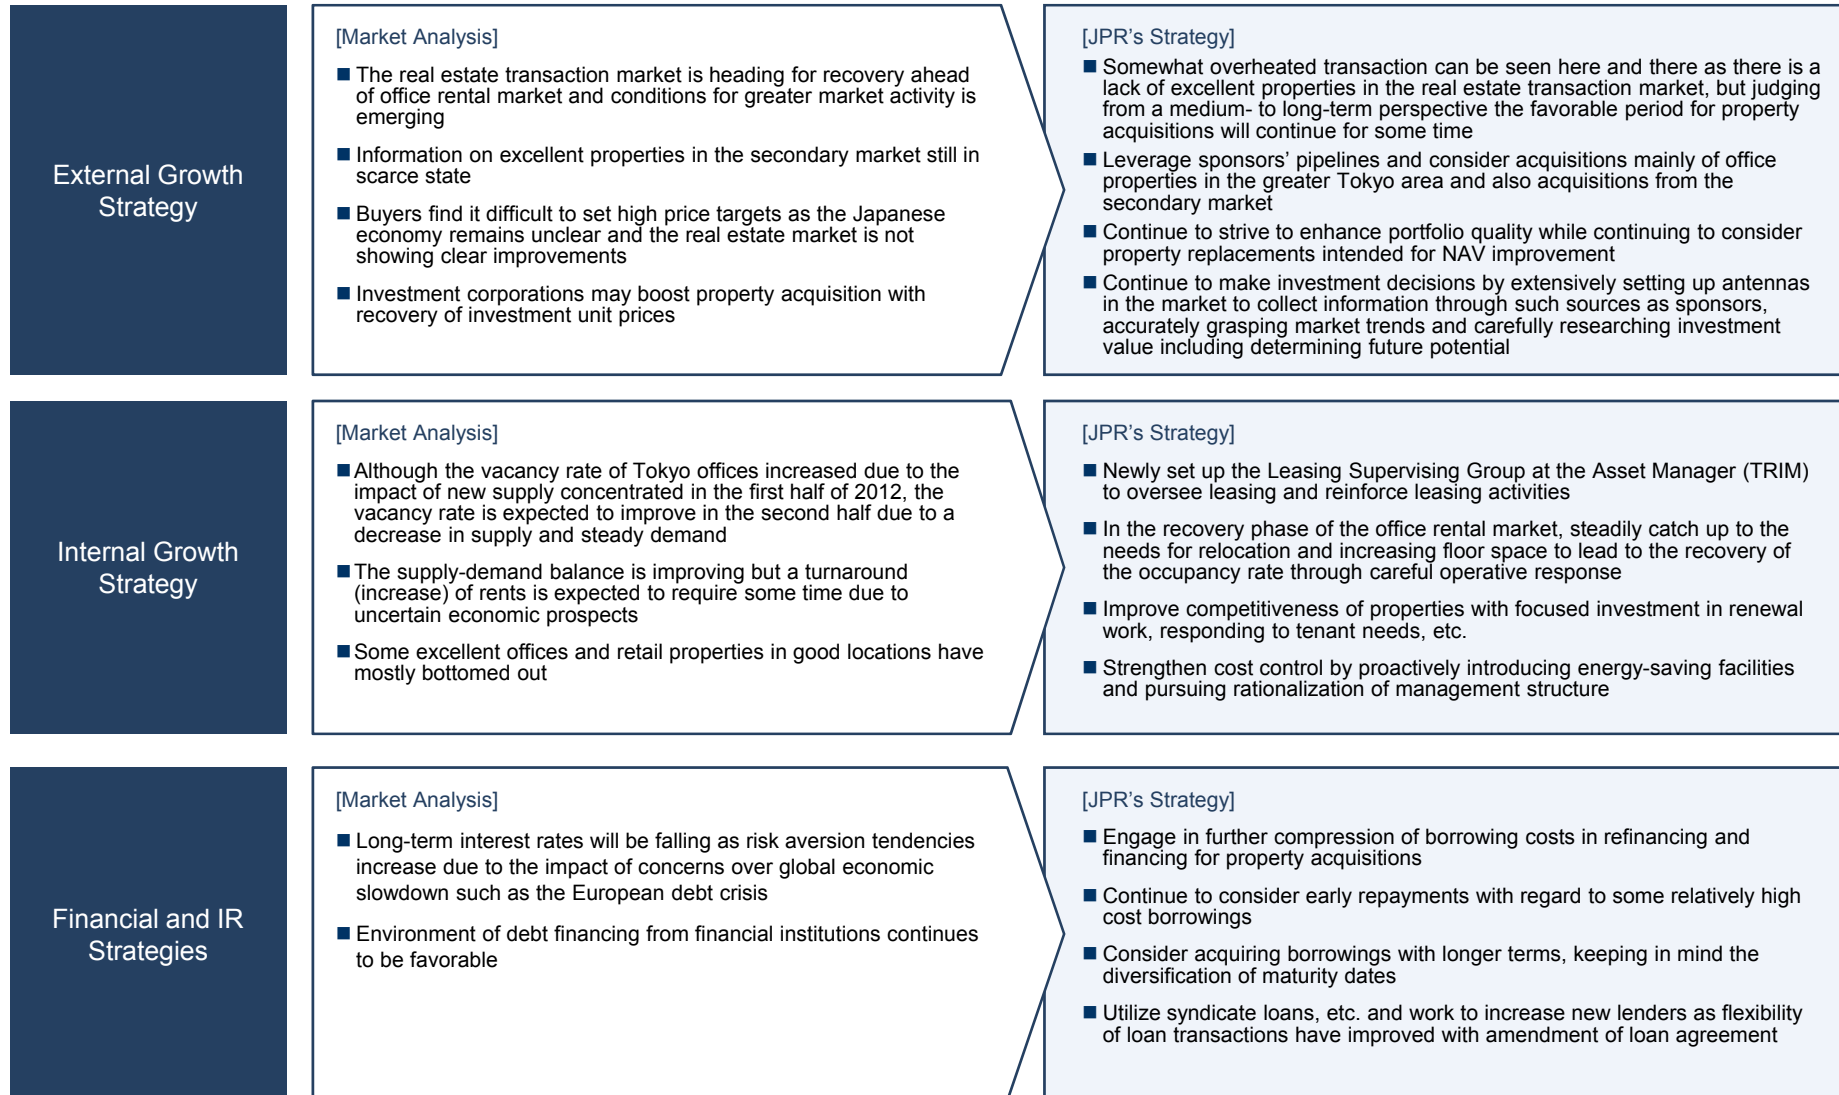 External Growth
Strategy
[Market Analysis]
■ The real estate transaction market is heading for recovery ahead
of office rental market and conditions for greater market activity is
emerging
■ Information on excellent properties in the secondary market still in
scarce state
■ Buyers find it difficult to set high price targets as the Japanese
economy remains unclear and the real estate market is not
showing clear improvements
■ Investment corporations may boost property acquisition with
recovery of investment unit prices
[JPR's Strategy]
■ Somewhat overheated transaction can be seen here and there as there is a
lack of excellent properties in the real estate transaction market, but judging
from a medium- to long-term perspective the favorable period for property
acquisitions will continue for some time
■ Leverage sponsors' pipelines and consider acquisitions mainly of office
properties in the greater Tokyo area and also acquisitions from the
secondary market
■ Continue to strive to enhance portfolio quality while continuing to consider
property replacements intended for NAV improvement
■ Continue to make investment decisions by extensively setting up antennas
in the market to collect information through such sources as sponsors,
accurately grasping market trends and carefully researching investment
value including determining future potential
Internal Growth
Strategy
[Market Analysis]
■ Although the vacancy rate of Tokyo offices increased due to the
impact of new supply concentrated in the first half of 2012, the
vacancy rate is expected to improve in the second half due to a
decrease in supply and steady demand
■ The supply-demand balance is improving but a turnaround
(increase) of rents is expected to require some time due to
uncertain economic prospects
■ Some excellent offices and retail properties in good locations have
mostly bottomed out
[JPR's Strategy]
■ Newly set up the Leasing Supervising Group at the Asset Manager (TRIM)
to oversee leasing and reinforce leasing activities
■ In the recovery phase of the office rental market, steadily catch up to the
needs for relocation and increasing floor space to lead to the recovery of
the occupancy rate through careful operative response
■ Improve competitiveness of properties with focused investment in renewal
work, responding to tenant needs, etc.
■ Strengthen cost control by proactively introducing energy-saving facilities
and pursuing rationalization of management structure
Financial and IR
Strategies
[Market Analysis]
■ Long-term interest rates will be falling as risk aversion tendencies
increase due to the impact of concerns over global economic
slowdown such as the European debt crisis
■ Environment of debt financing from financial institutions continues
to be favorable
[JPR's Strategy]
■ Engage in further compression of borrowing costs in refinancing and
financing for property acquisitions
■ Continue to consider early repayments with regard to some relatively high
cost borrowings
■ Consider acquiring borrowings with longer terms, keeping in mind the
diversification of maturity dates
■ Utilize syndicate loans, etc. and work to increase new lenders as flexibility
of loan transactions have improved with amendment of loan agreement